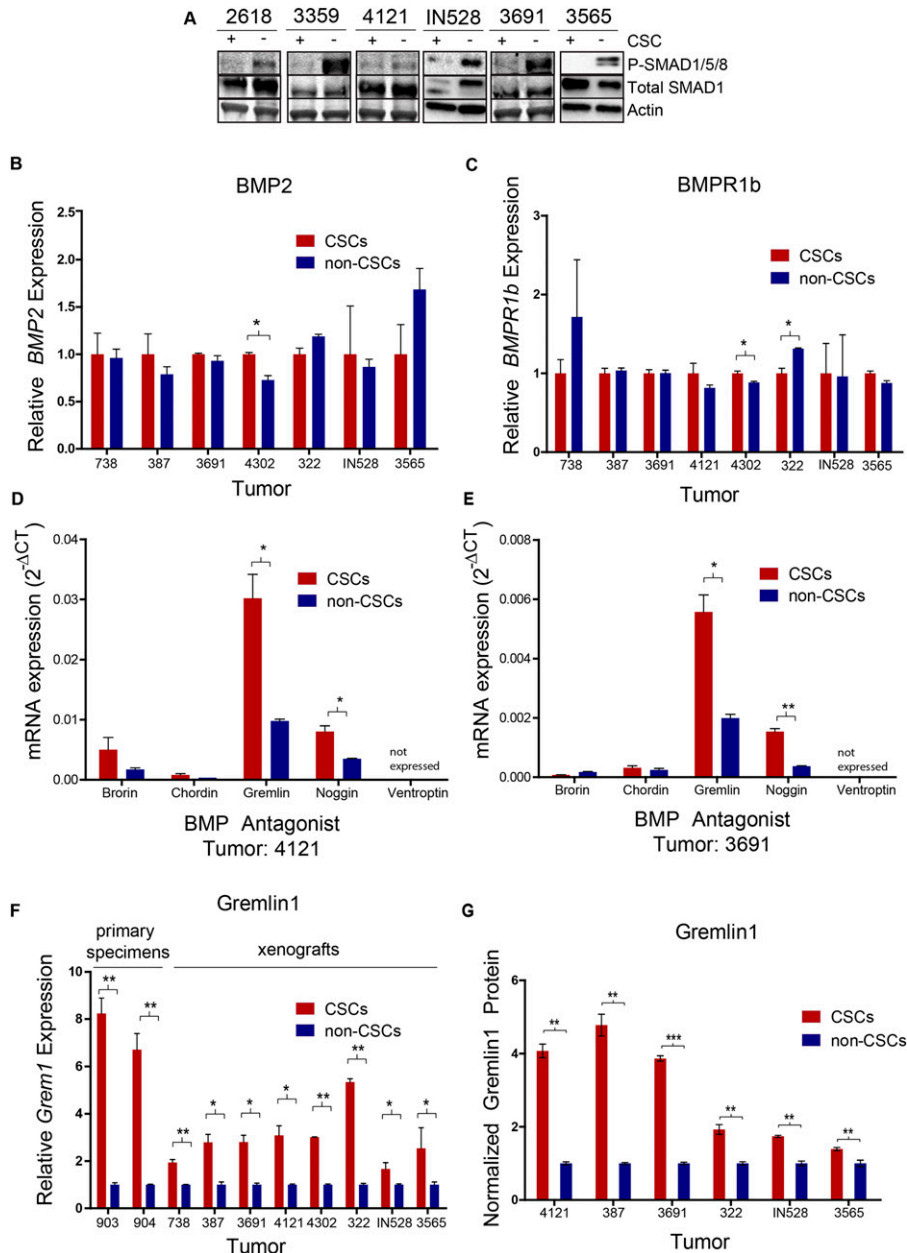 A
2618 3359 4121 IN528 3691 3565
+ - + - + - + - + - + - CSC
P-SMAD1/5/8
Total SMAD1
Actin
B
BMP2
Relative BMP2 Expression
2.5
2.0
1.5
1.0
0.5
0.0
CSCs
non-CSCs
*
738 387 3691 4302 322 IN528 3565
Tumor
C
BMPR1b
Relative BMPR1b Expression
3
2
1
0
CSCs
non-CSCs
* *
738 387 3691 4121 4302 322 IN528 3565
Tumor
D
mRNA expression (2^-ΔCT)
0.04
0.03
0.02
0.01
0.00
CSCs
non-CSCs
* *
not
expressed
Brorin Chordin Gremlin Noggin Ventroptin
BMP Antagonist
Tumor: 4121
E
mRNA expression (2^-ΔCT)
0.008
0.006
0.004
0.002
0.000
CSCs
non-CSCs
* **
not
expressed
Brorin Chordin Gremlin Noggin Ventroptin
BMP Antagonist
Tumor: 3691
F
Gremlin1
primary
specimens
xenografts
Relative Grem1 Expression
10
8
6
4
2
0
CSCs
non-CSCs
** ** ** * * * ** ** * *
903 904 738 387 3691 4121 4302 322 IN528 3565
Tumor
G
Gremlin1
Normalized Gremlin1 Protein
6
4
2
0
CSCs
non-CSCs
** ** *** ** ** **
4121 387 3691 322 IN528 3565
Tumor